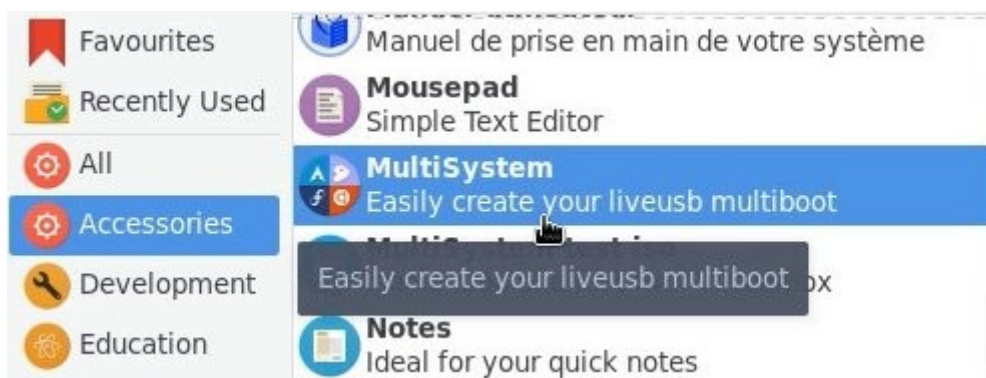 Favourites
Recently Used
All
Accessories
Development
Education
Manuel de prise en main de votre système
Mousepad
Simple Text Editor
MultiSystem
Easily create your liveusb multiboot
Easily create your liveusb multiboot
Notes
Ideal for your quick notes